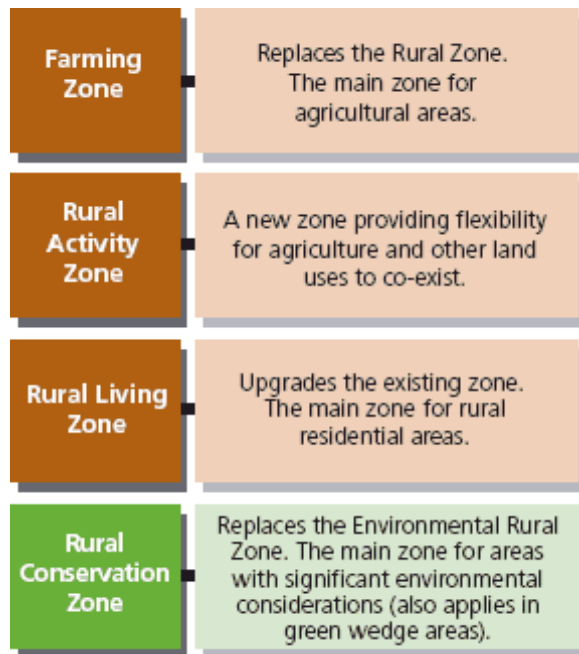 Farming
Zone
Replaces the Rural Zone.
The main zone for
agricultural areas.
Rural
Activity
Zone
A new zone providing flexibility
for agriculture and other land
uses to co-exist.
Rural Living
Zone
Upgrades the existing zone.
The main zone for rural
residential areas.
Rural
Conservation
Zone
Replaces the Environmental Rural
Zone. The main zone for areas
with significant environmental
considerations (also applies in
green wedge areas).